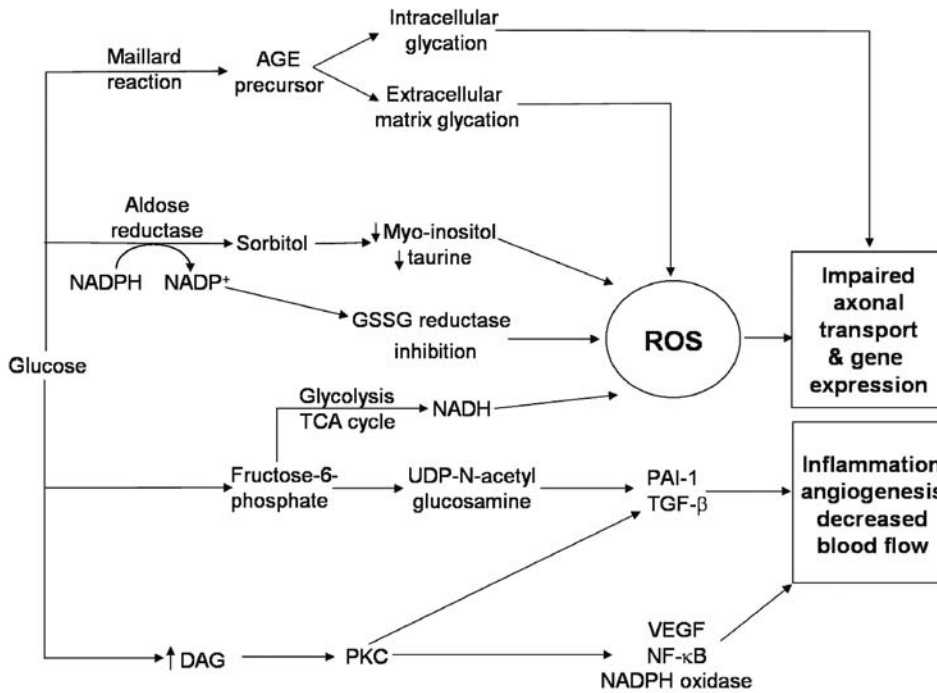 Intracellular
glycation
Maillard
reaction
AGE
precursor
Extracellular
matrix glycation
Aldose
reductase
Sorbitol
↓ Myo-inositol
↓ taurine
NADPH
NADP+
GSSG reductase
inhibition
ROS
Impaired
axonal
transport
& gene
expression
Glucose
Glycolysis
TCA cycle
NADH
Fructose-6-
phosphate
UDP-N-acetyl
glucosamine
PAI-1
TGF-β
Inflammation
angiogenesis
decreased
blood flow
↑ DAG
PKC
VEGF
NF-κB
NADPH oxidase